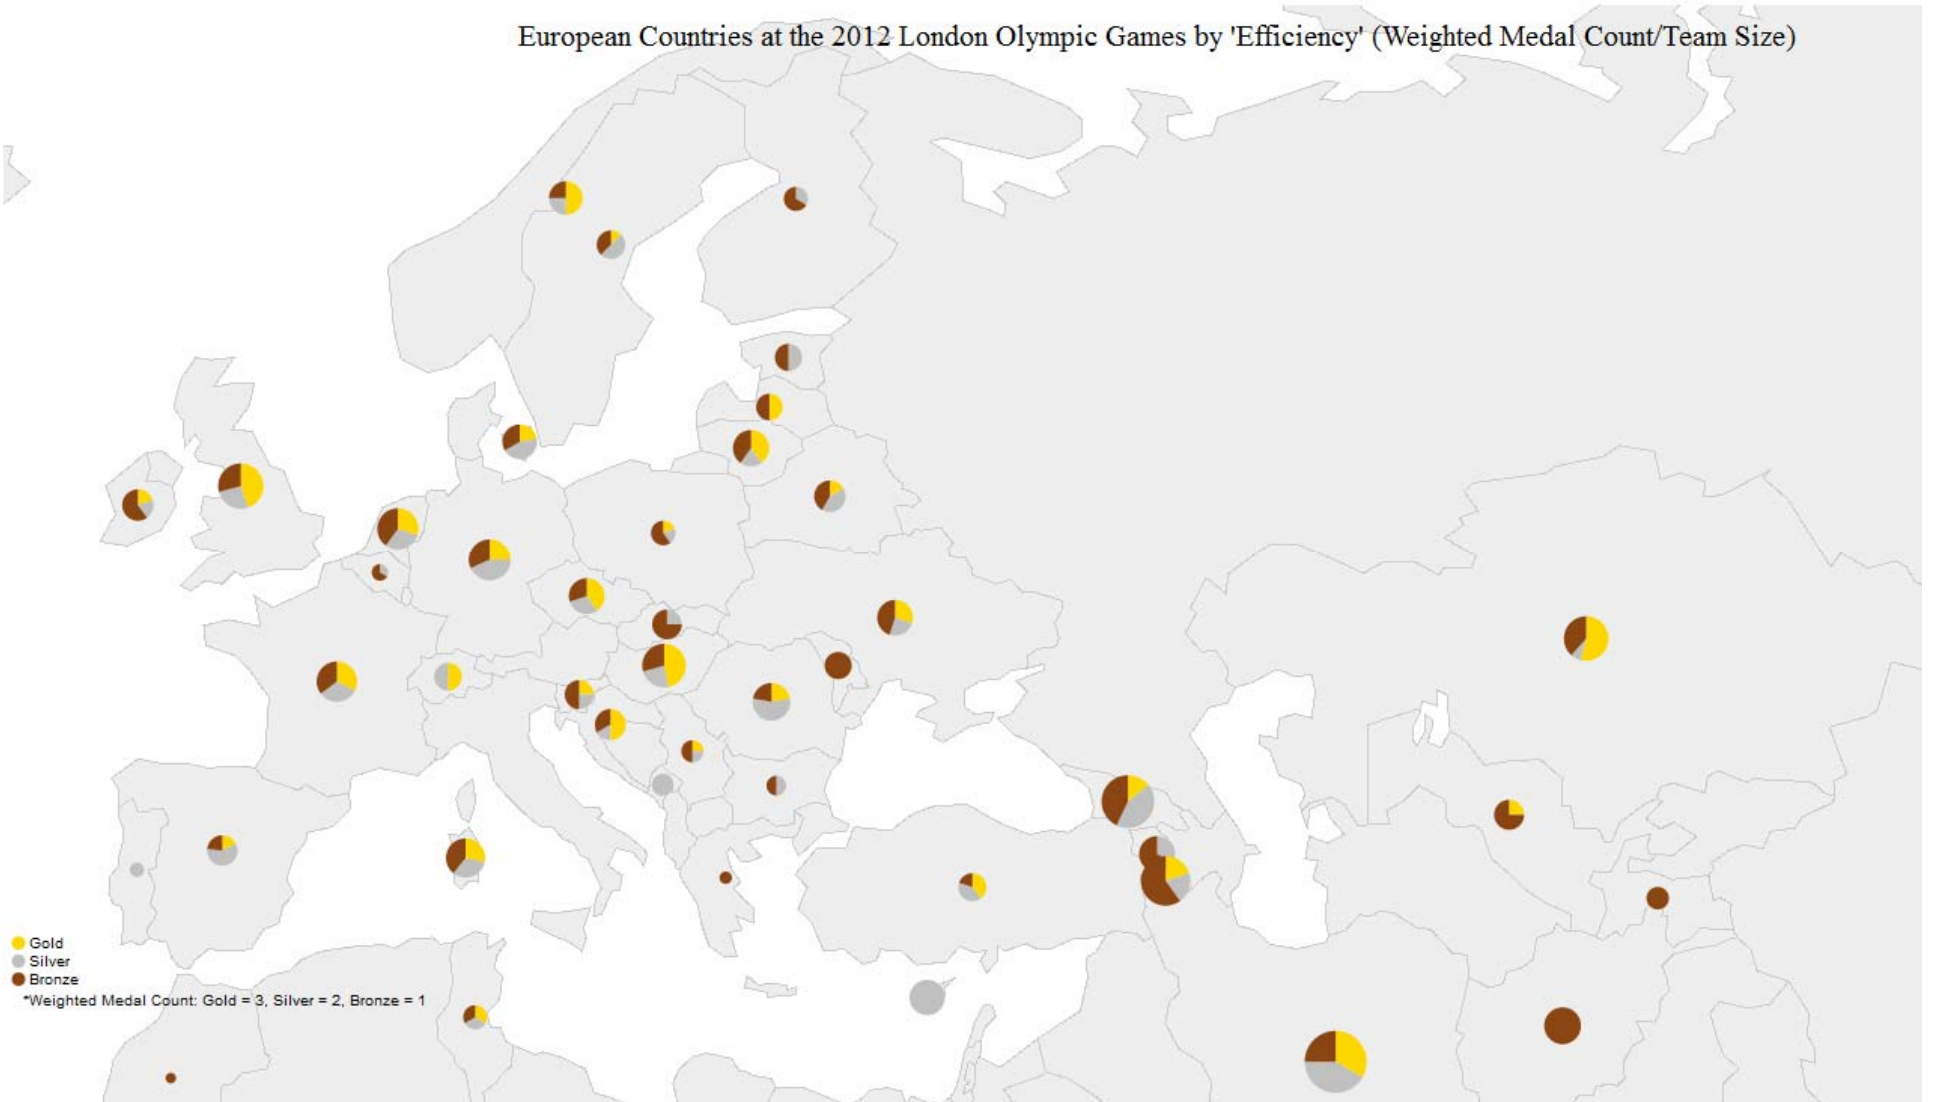 European Countries at the 2012 London Olympic Games by 'Efficiency' (Weighted Medal Count/Team Size)
Gold
Silver
Bronze
*Weighted Medal Count: Gold = 3, Silver = 2, Bronze = 1